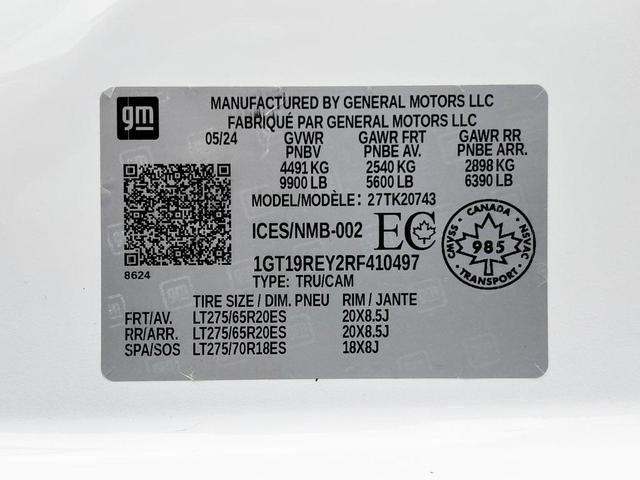 gm
MANUFACTURED BY GENERAL MOTORS LLC
FABRIQUÉ PAR GENERAL MOTORS LLC
05/24 GVWR GAWR FRT GAWR RR
PNBV PNBE AV. PNBE ARR.
4491 KG 2540 KG 2898 KG
9900 LB 5600 LB 6390 LB
MODEL/MODÈLE: 27TK20743
ICES/NMB-002 EC
CANADA
CMVSS 985 NSVAC
TRANSPORT
8624
1GT19REY2RF410497
TYPE: TRU/CAM
TIRE SIZE / DIM. PNEU RIM / JANTE
FRT/AV. LT275/65R20ES 20X8.5J
RR/ARR. LT275/65R20ES 20X8.5J
SPA/SOS LT275/70R18ES 18X8J